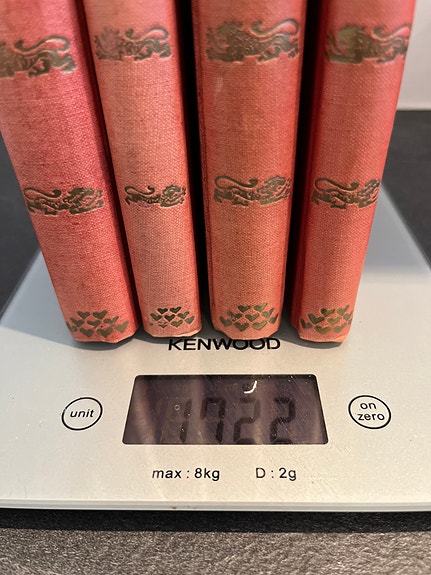 KENWOOD
unit
1722
on
zero
max : 8kg D : 2g